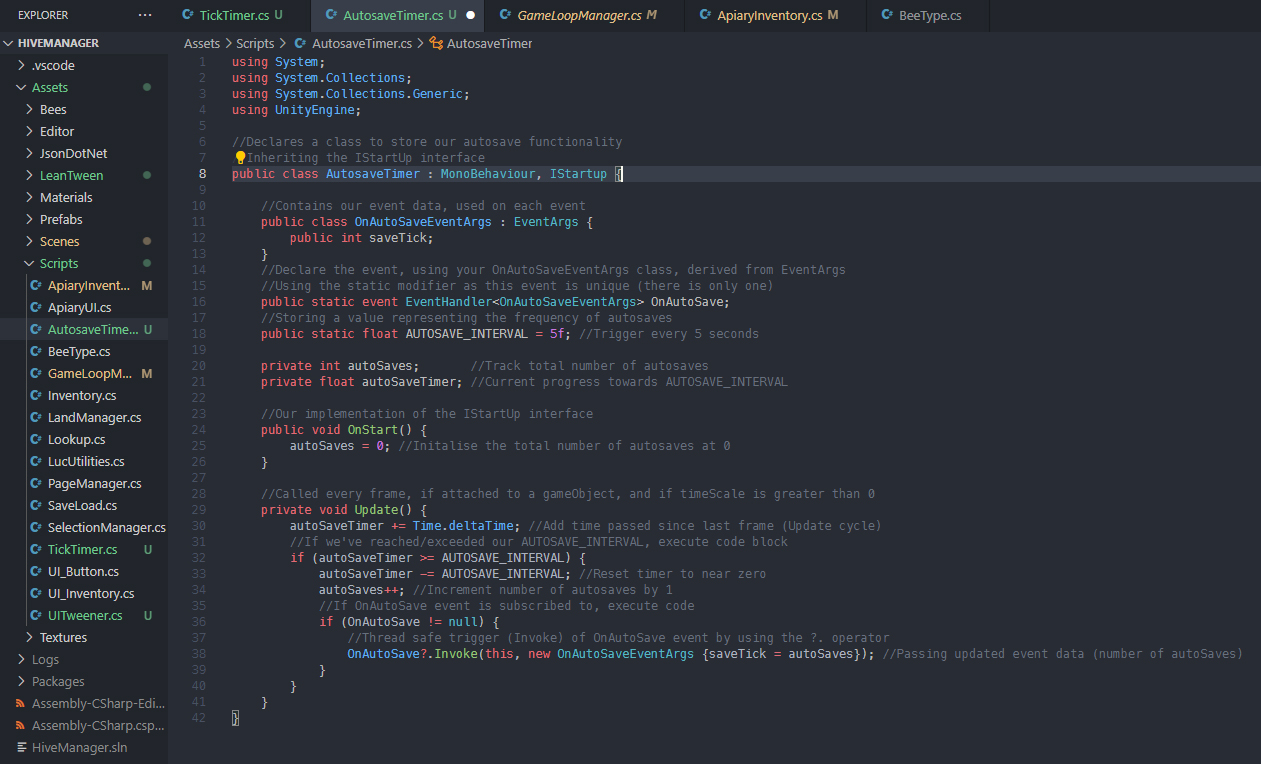 EXPLORER ···
TickTimer.cs U
AutosaveTimer.cs U
GameLoopManager.cs M
ApiaryInventory.cs M
BeeType.cs
HIVEMANAGER
.vscode
Assets
Bees
Editor
JsonDotNet
LeanTween
Materials
Prefabs
Scenes
Scripts
ApiaryInvent... M
ApiaryUI.cs
AutosaveTime... U
BeeType.cs
GameLoopM... M
Inventory.cs
LandManager.cs
Lookup.cs
LucUtilities.cs
PageManager.cs
SaveLoad.cs
SelectionManager.cs
TickTimer.cs U
UI_Button.cs
UI_Inventory.cs
UITweener.cs U
Textures
Logs
Packages
Assembly-CSharp-Edi...
Assembly-CSharp.csp...
HiveManager.sln
Assets > Scripts > AutosaveTimer.cs > AutosaveTimer
1 using System;
2 using System.Collections;
3 using System.Collections.Generic;
4 using UnityEngine;
5
6 //Declares a class to store our autosave functionality
7 Inheriting the IStartUp interface
8 public class AutosaveTimer : MonoBehaviour, IStartup {
9
10 //Contains our event data, used on each event
11 public class OnAutoSaveEventArgs : EventArgs {
12 public int saveTick;
13 }
14 //Declare the event, using your OnAutoSaveEventArgs class, derived from EventArgs
15 //Using the static modifier as this event is unique (there is only one)
16 public static event EventHandler<OnAutoSaveEventArgs> OnAutoSave;
17 //Storing a value representing the frequency of autosaves
18 public static float AUTOSAVE_INTERVAL = 5f; //Trigger every 5 seconds
19
20 private int autoSaves; //Track total number of autosaves
21 private float autoSaveTimer; //Current progress towards AUTOSAVE_INTERVAL
22
23 //Our implementation of the IStartUp interface
24 public void OnStart() {
25 autoSaves = 0; //Initalise the total number of autosaves at 0
26 }
27
28 //Called every frame, if attached to a gameObject, and if timeScale is greater than 0
29 private void Update() {
30 autoSaveTimer += Time.deltaTime; //Add time passed since last frame (Update cycle)
31 //If we've reached/exceeded our AUTOSAVE_INTERVAL, execute code block
32 if (autoSaveTimer >= AUTOSAVE_INTERVAL) {
33 autoSaveTimer -= AUTOSAVE_INTERVAL; //Reset timer to near zero
34 autoSaves++; //Increment number of autosaves by 1
35 //If OnAutoSave event is subscribed to, execute code
36 if (OnAutoSave != null) {
37 //Thread safe trigger (Invoke) of OnAutoSave event by using the ?. operator
38 OnAutoSave?.Invoke(this, new OnAutoSaveEventArgs {saveTick = autoSaves}); //Passing updated event data (number of autoSaves)
39 }
40 }
41 }
42 }